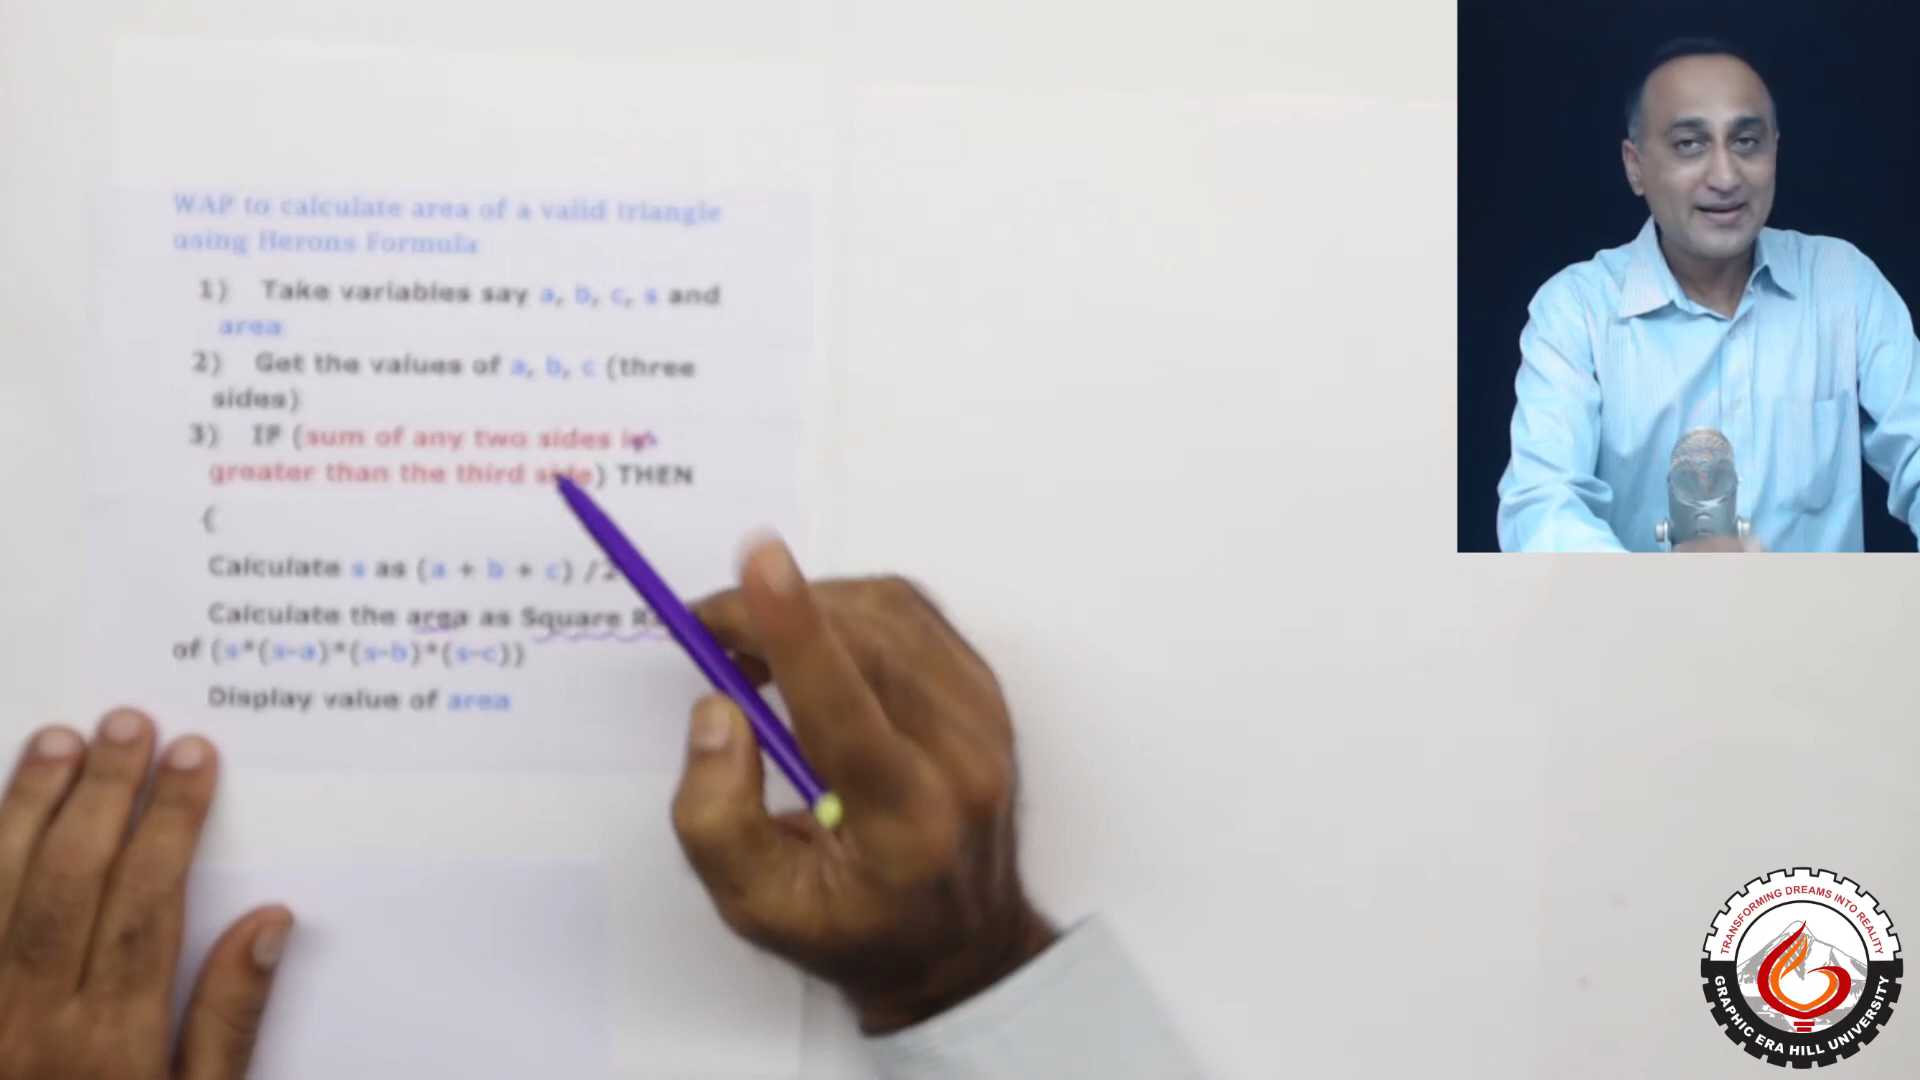 WAP to calculate area of a valid triangle
using Herons Formula
1) Take variables say a, b, c, s and
area
2) Get the values of a, b, c (three
sides)
3) IF (sum of any two sides is
greater than the third side) THEN
{
Calculate s as (a + b + c) /2
Calculate the area as Square
of (s*(s-a)*(s-b)*(s-c))
Display value of area
TRANSFORMING DREAMS INTO REALITY
GRAPHIC ERA HILL UNIVERSITY